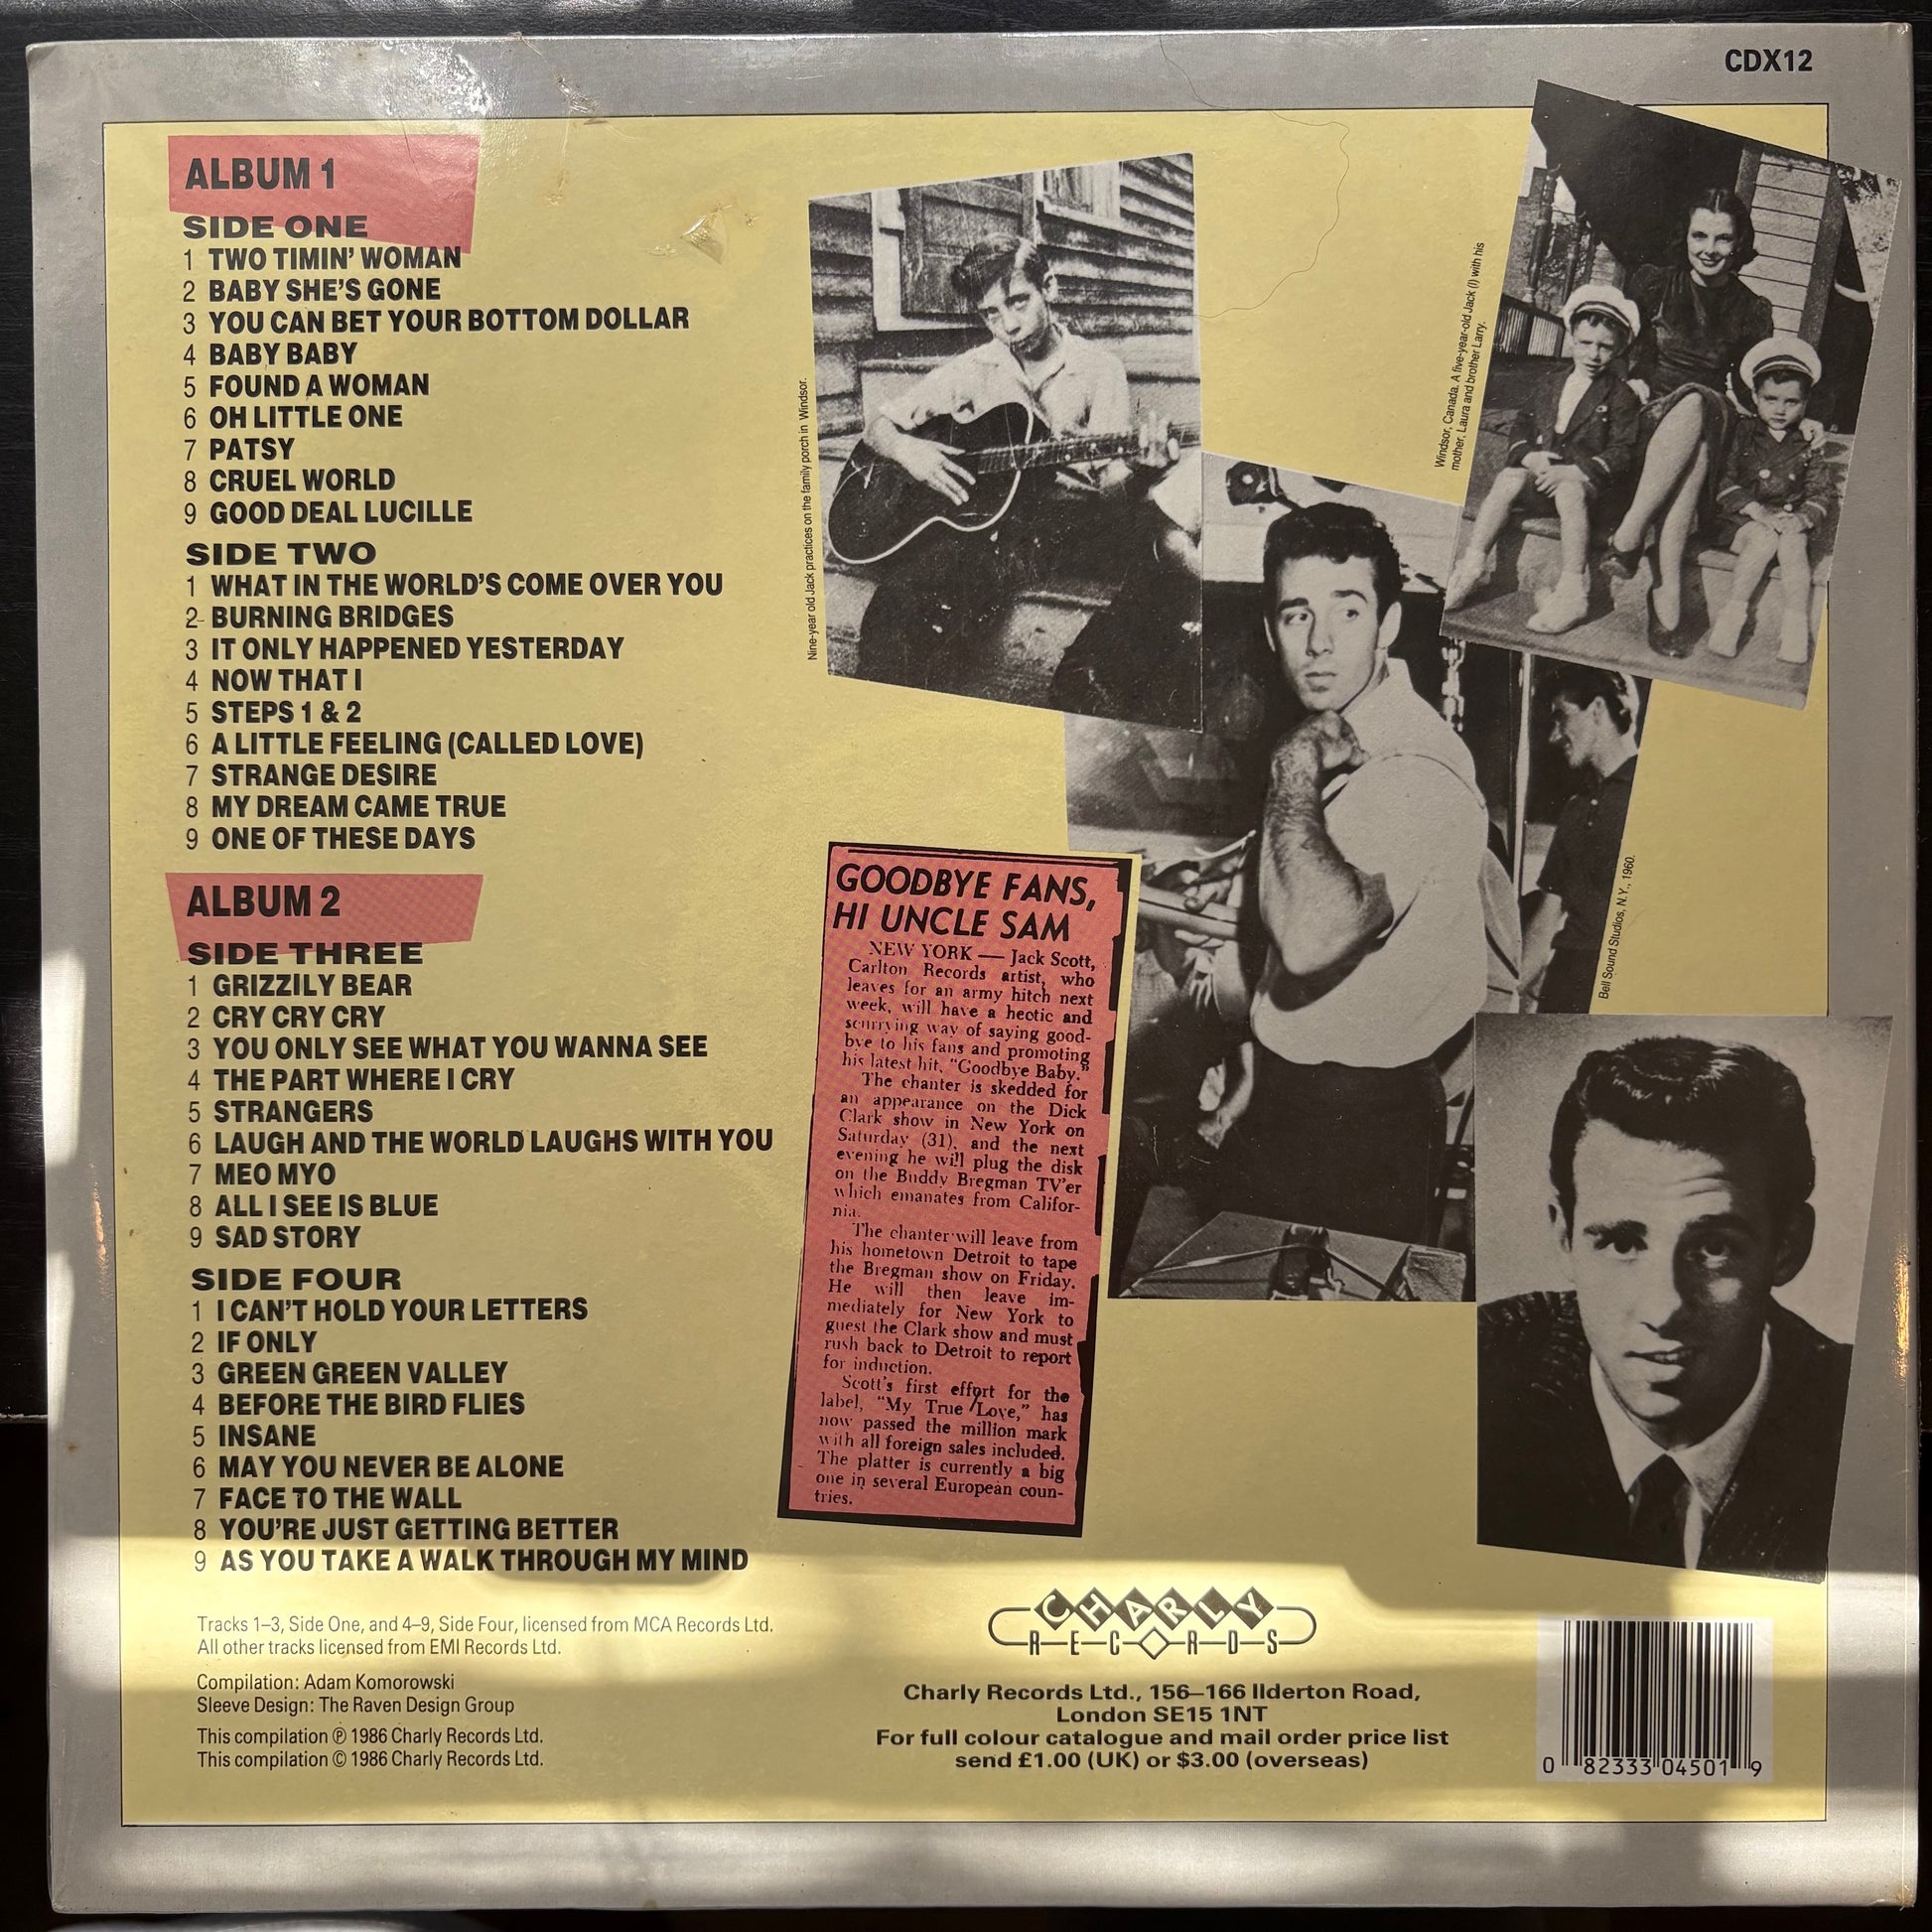 CDX12
ALBUM 1
SIDE ONE
1 TWO TIMIN' WOMAN
2 BABY SHE'S GONE
3 YOU CAN BET YOUR BOTTOM DOLLAR
4 BABY BABY
5 FOUND A WOMAN
6 OH LITTLE ONE
7 PATSY
8 CRUEL WORLD
9 GOOD DEAL LUCILLE
SIDE TWO
1 WHAT IN THE WORLD'S COME OVER YOU
2 BURNING BRIDGES
3 IT ONLY HAPPENED YESTERDAY
4 NOW THAT I
5 STEPS 1 & 2
6 A LITTLE FEELING (CALLED LOVE)
7 STRANGE DESIRE
8 MY DREAM CAME TRUE
9 ONE OF THESE DAYS
ALBUM 2
SIDE THREE
1 GRIZZILY BEAR
2 CRY CRY CRY
3 YOU ONLY SEE WHAT YOU WANNA SEE
4 THE PART WHERE I CRY
5 STRANGERS
6 LAUGH AND THE WORLD LAUGHS WITH YOU
7 MEO MYO
8 ALL I SEE IS BLUE
9 SAD STORY
SIDE FOUR
1 I CAN'T HOLD YOUR LETTERS
2 IF ONLY
3 GREEN GREEN VALLEY
4 BEFORE THE BIRD FLIES
5 INSANE
6 MAY YOU NEVER BE ALONE
7 FACE TO THE WALL
8 YOU'RE JUST GETTING BETTER
9 AS YOU TAKE A WALK THROUGH MY MIND
Tracks 1–3, Side One, and 4–9, Side Four, licensed from MCA Records Ltd.
All other tracks licensed from EMI Records Ltd.
Compilation: Adam Komorowski
Sleeve Design: The Raven Design Group
This compilation ℗ 1986 Charly Records Ltd.
This compilation © 1986 Charly Records Ltd.
Nine-year old Jack practices on the family porch in Windsor.
Windsor, Canada. A five-year-old Jack (l) with his
mother, Laura and brother Larry.
Bell Sound Studios, N.Y., 1960.
GOODBYE FANS,
HI UNCLE SAM
NEW YORK — Jack Scott,
Carlton Records artist, who
leaves for an army hitch next
week, will have a hectic and
scurrying way of saying good-
bye to his fans and promoting
his latest hit, "Goodbye Baby."
The chanter is skedded for
an appearance on the Dick
Clark show in New York on
Saturday (31), and the next
evening he will plug the disk
on the Buddy Bregman TV'er
which emanates from Califor-
nia.
The chanter will leave from
his hometown Detroit to tape
the Bregman show on Friday.
He will then leave im-
mediately for New York to
guest the Clark show and must
rush back to Detroit to report
for induction.
Scott's first effort for the
label, "My True Love," has
now passed the million mark
with all foreign sales included.
The platter is currently a big
one in several European coun-
tries.
CHARLY
RECORDS
Charly Records Ltd., 156–166 Ilderton Road,
London SE15 1NT
For full colour catalogue and mail order price list
send £1.00 (UK) or $3.00 (overseas)
0 82333 04501 9